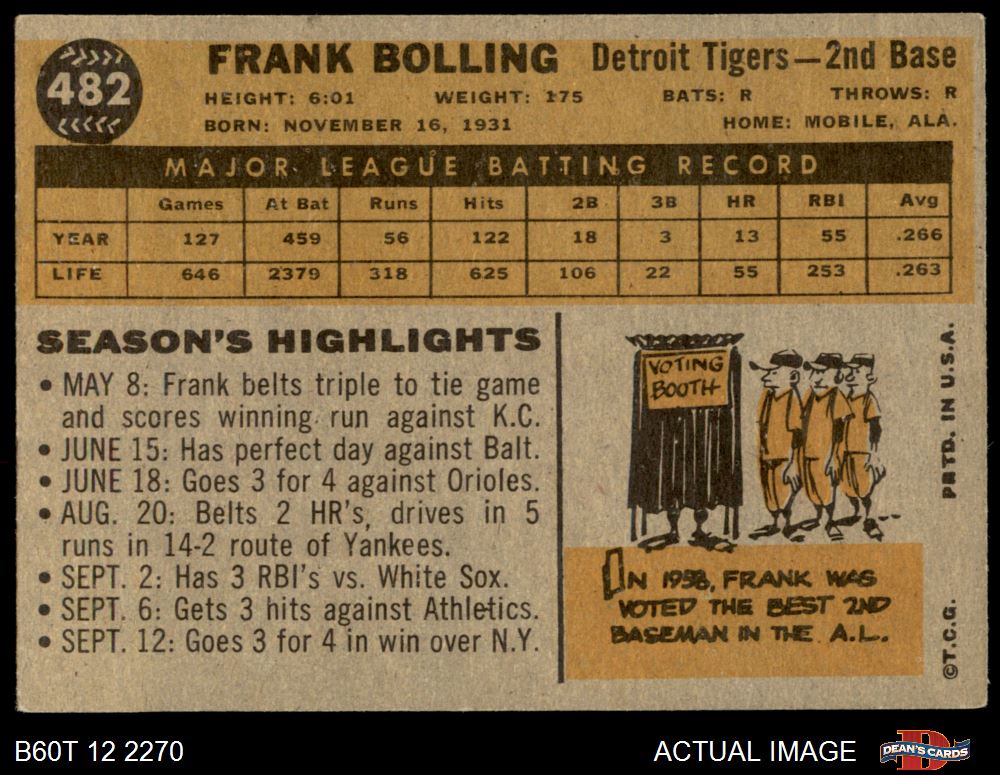 482
FRANK BOLLING Detroit Tigers—2nd Base
HEIGHT: 6:01 WEIGHT: 175 BATS: R THROWS: R
BORN: NOVEMBER 16, 1931 HOME: MOBILE, ALA.
MAJOR LEAGUE BATTING RECORD
Games At Bat Runs Hits 2B 3B HR RBI Avg
YEAR 127 459 56 122 18 3 13 55 .266
LIFE 646 2379 318 625 106 22 55 253 .263
SEASON'S HIGHLIGHTS
• MAY 8: Frank belts triple to tie game
and scores winning run against K.C.
• JUNE 15: Has perfect day against Balt.
• JUNE 18: Goes 3 for 4 against Orioles.
• AUG. 20: Belts 2 HR's, drives in 5
runs in 14-2 route of Yankees.
• SEPT. 2: Has 3 RBI's vs. White Sox.
• SEPT. 6: Gets 3 hits against Athletics.
• SEPT. 12: Goes 3 for 4 in win over N.Y.
VOTING
BOOTH
IN 1958, FRANK WAS
VOTED THE BEST 2ND
BASEMAN IN THE A.L.
©T.C.G. PRTD. IN U.S.A.
B60T 12 2270 ACTUAL IMAGE DEAN'S CARDS